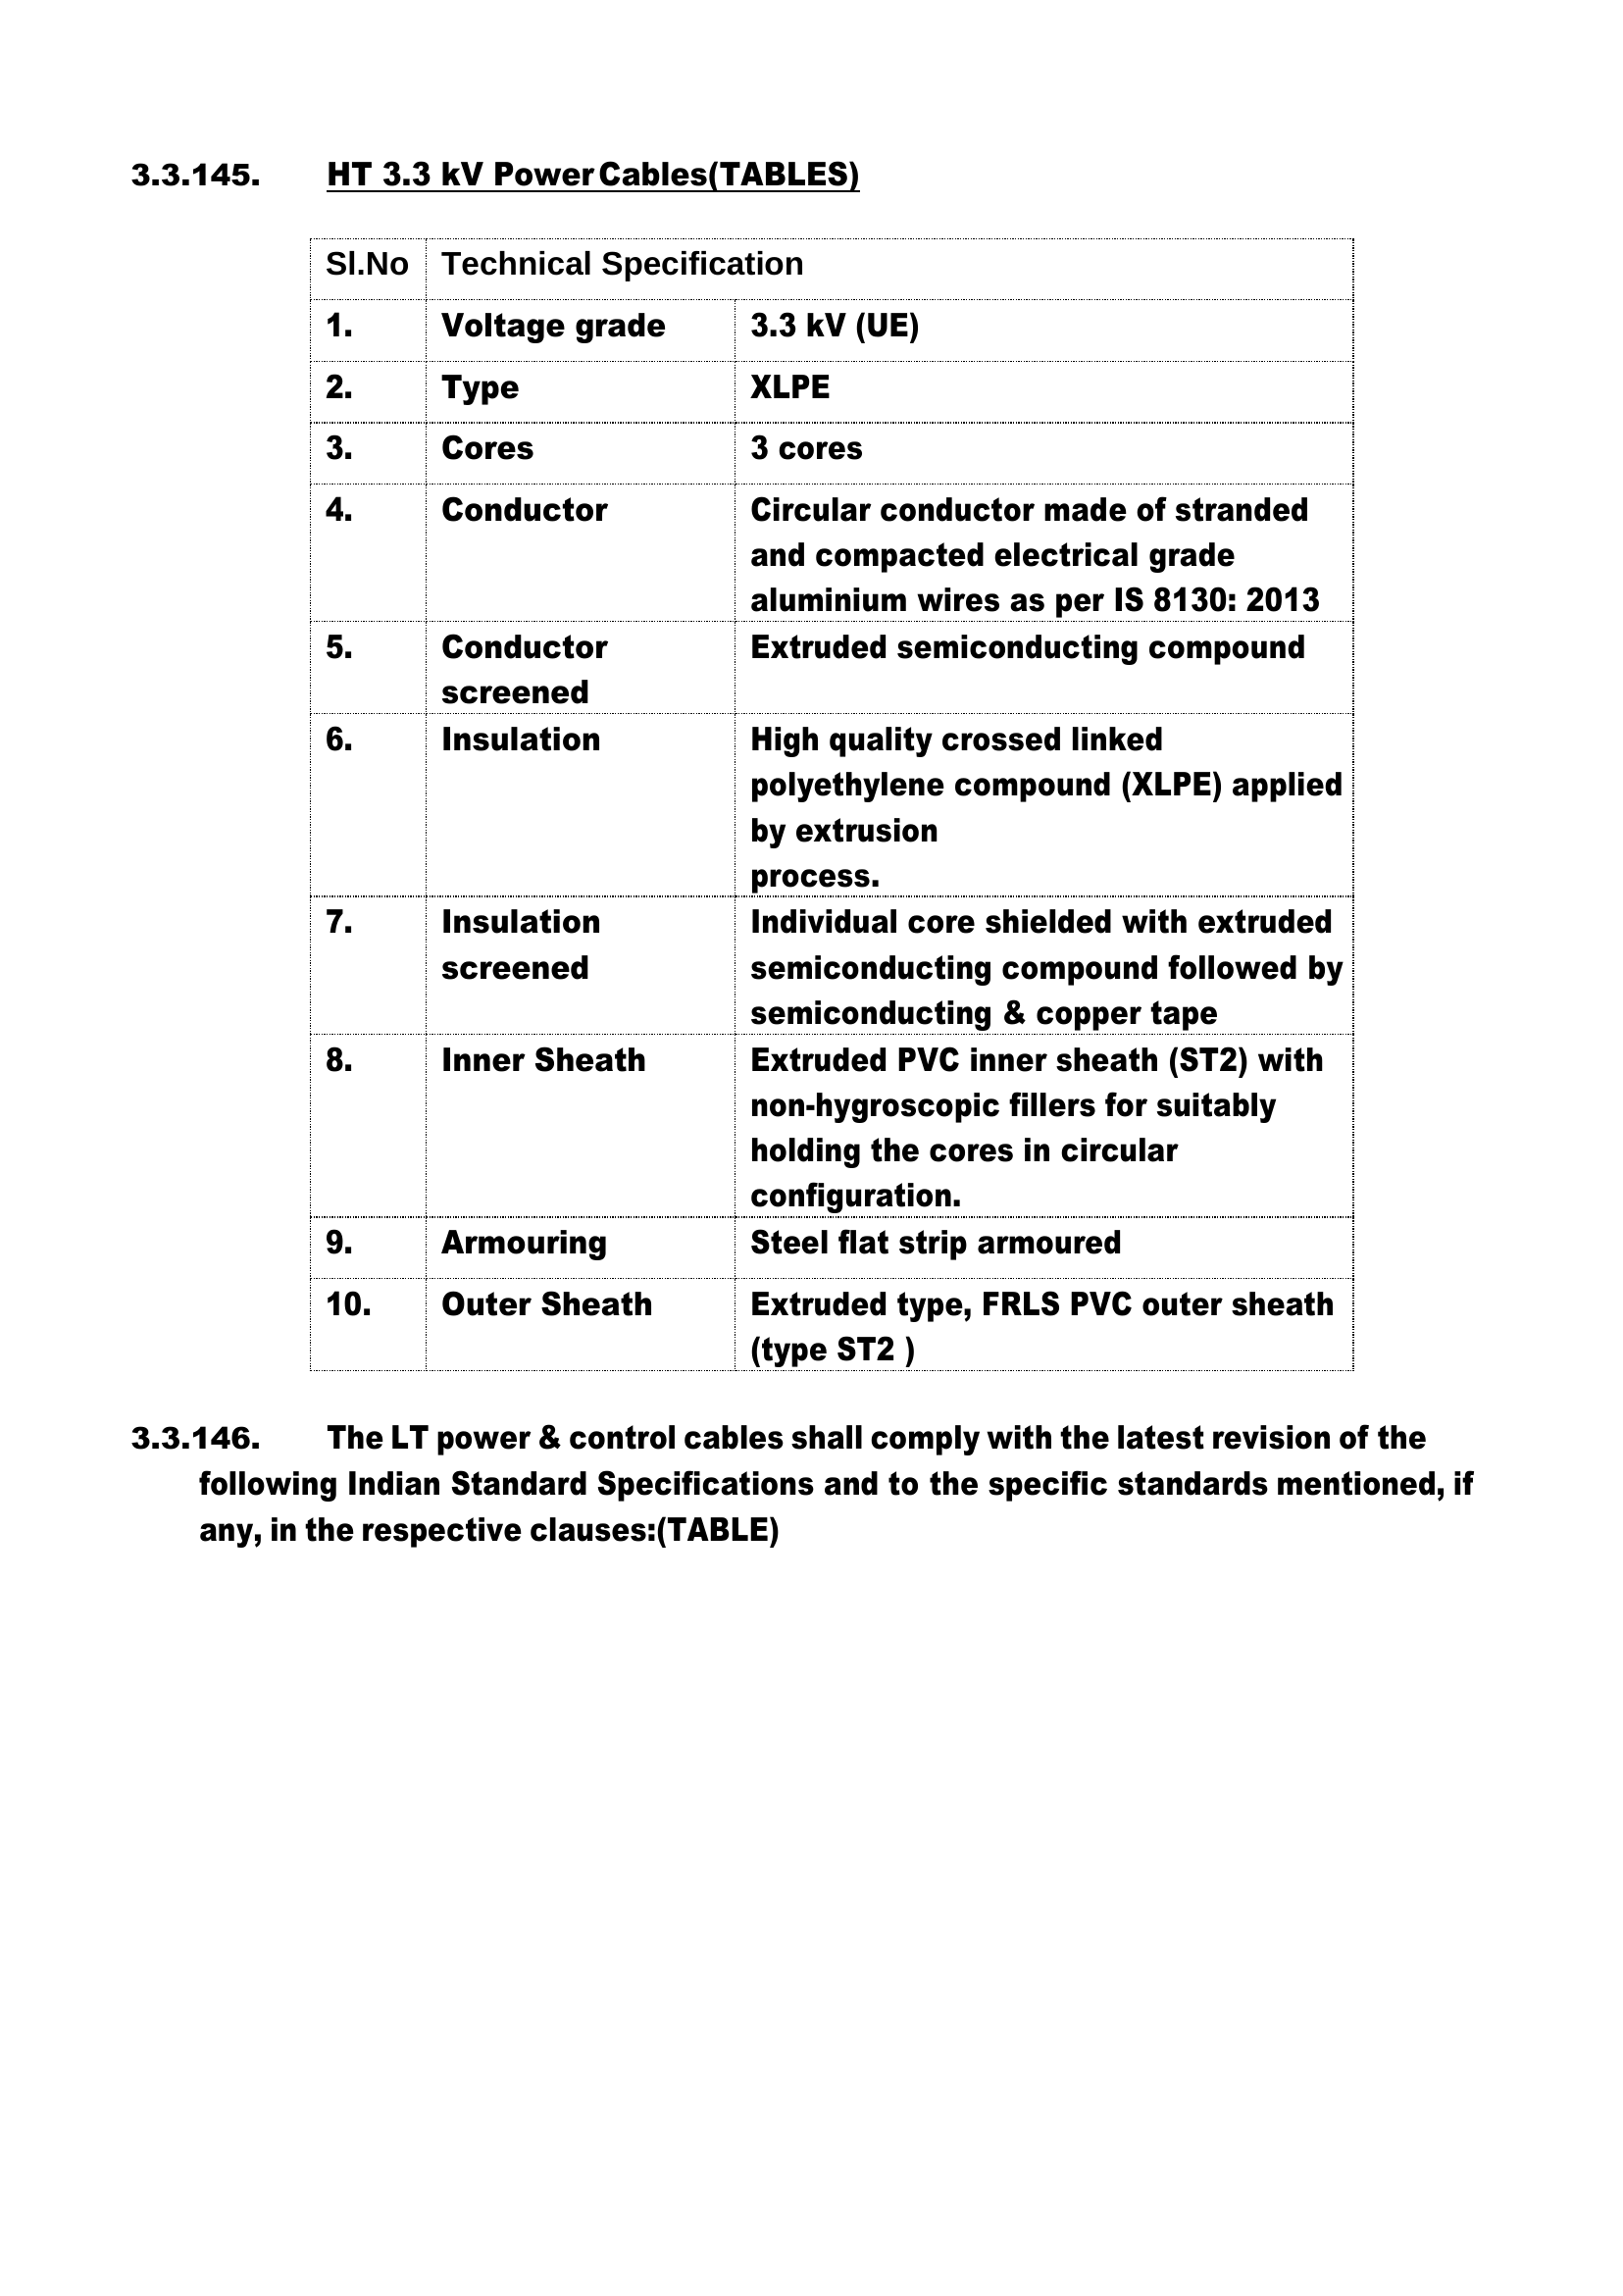 3.3.145. HT 3.3 kV Power Cables(TABLES)
Sl.No Technical Specification
1. Voltage grade 3.3 kV (UE)
2. Type XLPE
3. Cores 3 cores
4. Conductor Circular conductor made of stranded
and compacted electrical grade
aluminium wires as per IS 8130: 2013
5. Conductor Extruded semiconducting compound
screened
6. Insulation High quality crossed linked
polyethylene compound (XLPE) applied
by extrusion
process.
7. Insulation Individual core shielded with extruded
screened semiconducting compound followed by
semiconducting & copper tape
8. Inner Sheath Extruded PVC inner sheath (ST2) with
non-hygroscopic fillers for suitably
holding the cores in circular
configuration.
9. Armouring Steel flat strip armoured
10. Outer Sheath Extruded type, FRLS PVC outer sheath
(type ST2 )
3.3.146. The LT power & control cables shall comply with the latest revision of the
following Indian Standard Specifications and to the specific standards mentioned, if
any, in the respective clauses:(TABLE)